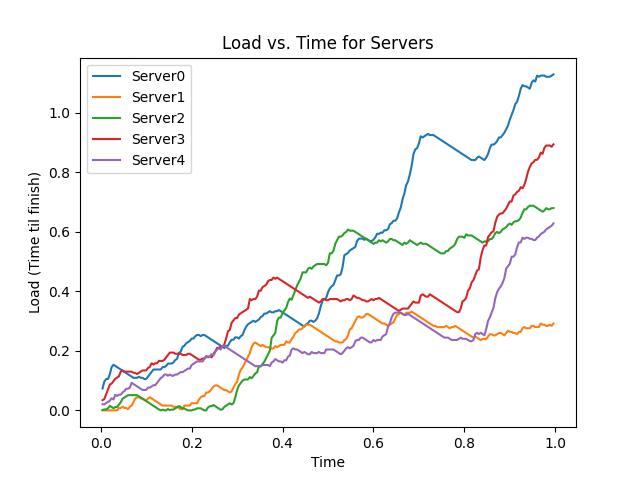 Load vs. Time for Servers
Server0
Server1
Server2
Server3
Server4
Load (Time til finish)
1.0
0.8
0.6
0.4
0.2
0.0
0.0 0.2 0.4 0.6 0.8 1.0
Time